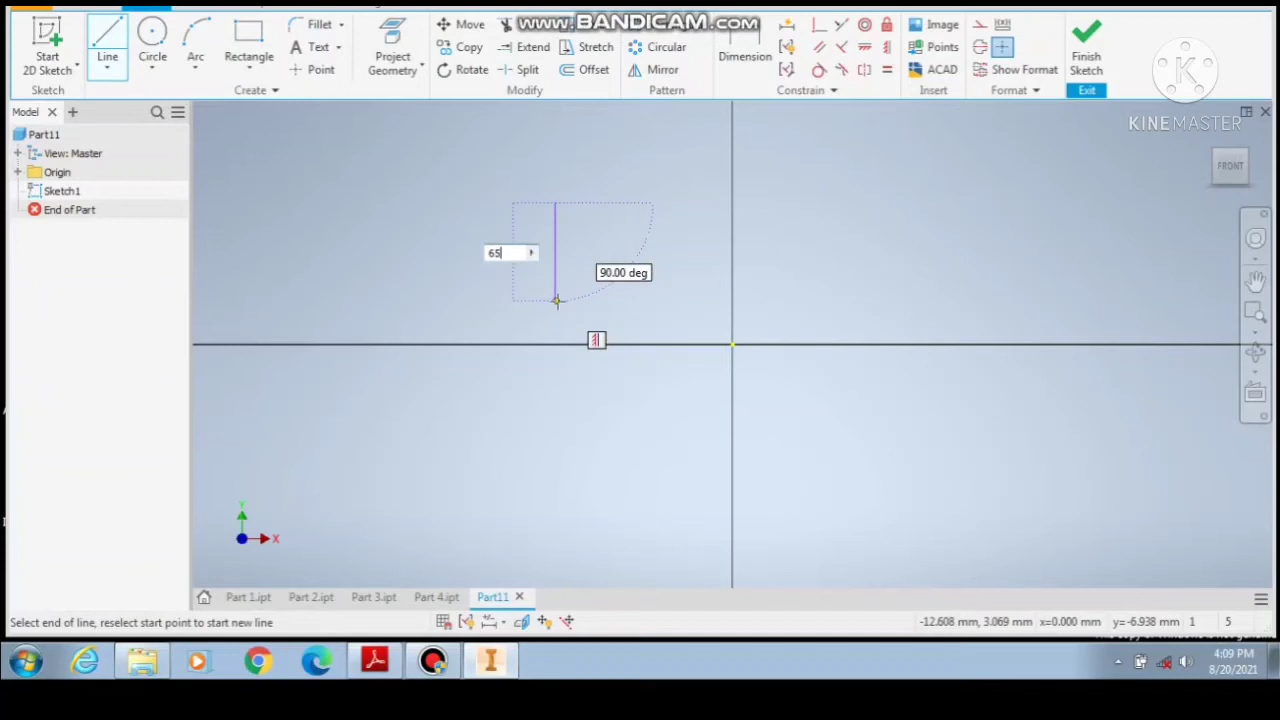 www.BANDICAM.com
Start
2D Sketch
Line
Circle
Arc
Rectangle
Fillet
Text
Point
Project
Geometry
Move
Copy
Rotate
Extend
Split
Stretch
Offset
Circular
Mirror
Dimension
Image
Points
ACAD
Show Format
Finish
Sketch
K
Sketch
Create
Modify
Pattern
Constrain
Insert
Format
Exit
Model
KINEMASTER
Part11
View: Master
Origin
Sketch1
End of Part
FRONT
65
90.00 deg
Y
X
Part 1.ipt
Part 2.ipt
Part 3.ipt
Part 4.ipt
Part11
Select end of line, reselect start point to start new line
-12.608 mm, 3.069 mm x=0.000 mm y=-6.938 mm 1 5
4:09 PM
8/20/2021